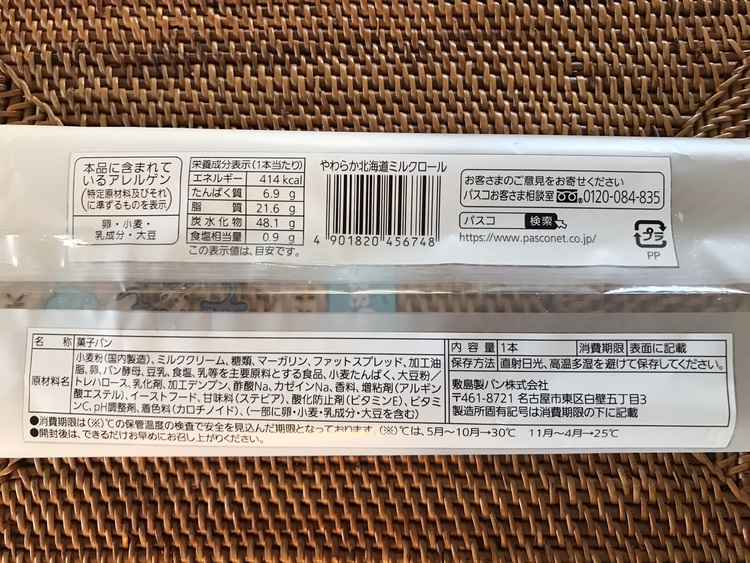 本品に含まれて
いるアレルゲン
(特定原材料及びそれ
に準ずるものを表示)
卵・小麦・
乳成分・大豆
栄養成分表示(1本当たり)
エネルギー 414 kcal
たんぱく質 6.9 g
脂質 21.6 g
炭水化物 48.1 g
食塩相当量 0.9 g
この表示値は、目安です。
やわらか北海道ミルクロール
4 901820 456748
お客さまのご意見をお寄せください
パスコお客さま相談室 0120-084-835
パスコ 検索
https://www.pasconet.co.jp/
プラ
PP
名称 菓子パン
原材料名 小麦粉(国内製造)、ミルククリーム、糖類、マーガリン、ファットスプレッド、加工油
脂、卵、パン酵母、豆乳、食塩、乳等を主要原料とする食品、小麦たんぱく、大豆粉/
トレハロース、乳化剤、加工デンプン、酢酸Na、カゼインNa、香料、増粘剤(アルギン
酸エステル)、イーストフード、甘味料(ステビア)、酸化防止剤(ビタミンE)、ビタミ
ンC、pH調整剤、着色料(カロチノイド)、(一部に卵・小麦・乳成分・大豆を含む)
内容量 1本 消費期限 表面に記載
保存方法 直射日光、高温多湿を避けて保存してください。
敷島製パン株式会社
〒461-8721 名古屋市東区白壁五丁目3
製造所固有記号は消費期限の下に記載
●消費期限は(※)℃の保管温度の検査で安全を見込んだ期限となっております。(※)℃は、5月～10月→30℃ 11月～4月→25℃
●開封後は、できるだけお早めにお召し上がりください。